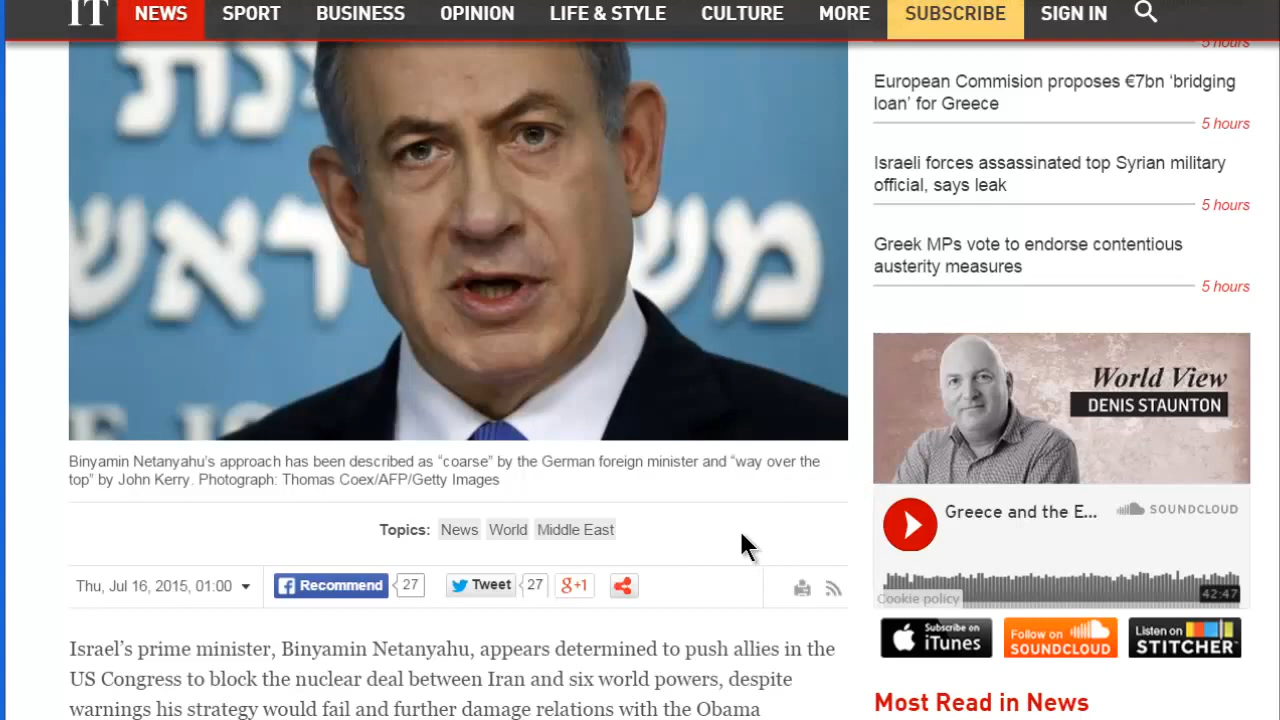 IT NEWS SPORT BUSINESS OPINION LIFE & STYLE CULTURE MORE SUBSCRIBE SIGN IN
משרד ראש
Binyamin Netanyahu's approach has been described as “coarse” by the German foreign minister and “way over the
top” by John Kerry. Photograph: Thomas Coex/AFP/Getty Images
Topics: News World Middle East
Thu, Jul 16, 2015, 01:00
Recommend 27
Tweet 27
g+1
Israel’s prime minister, Binyamin Netanyahu, appears determined to push allies in the
US Congress to block the nuclear deal between Iran and six world powers, despite
warnings his strategy would fail and further damage relations with the Obama
5 hours
European Commision proposes €7bn ‘bridging
loan’ for Greece
5 hours
Israeli forces assassinated top Syrian military
official, says leak
5 hours
Greek MPs vote to endorse contentious
austerity measures
5 hours
World View
DENIS STAUNTON
Greece and the E...
SOUNDCLOUD
Cookie policy
42:47
Subscribe on
iTunes
Follow on
SOUNDCLOUD
Listen on
STITCHER
Most Read in News